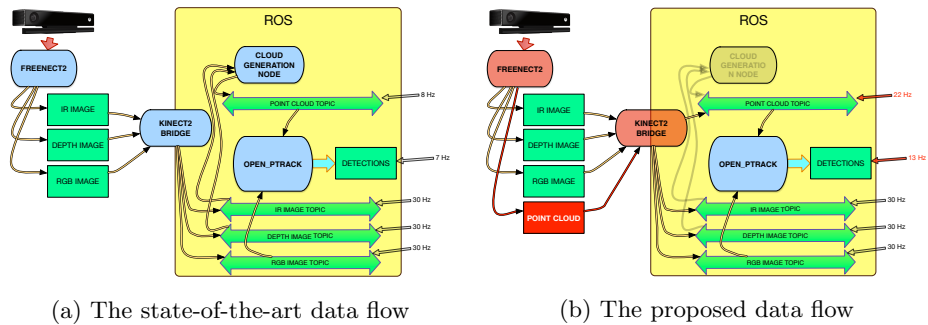 ROS
FREENECT2
IR IMAGE
DEPTH IMAGE
RGB IMAGE
KINECT2
BRIDGE
CLOUD
GENERATION
NODE
8 Hz
POINT CLOUD TOPIC
OPEN_PTRACK
DETECTIONS
7 Hz
30 Hz
IR IMAGE TOPIC
30 Hz
DEPTH IMAGE TOPIC
30 Hz
RGB IMAGE TOPIC
(a) The state-of-the-art data flow
ROS
FREENECT2
IR IMAGE
DEPTH IMAGE
RGB IMAGE
POINT CLOUD
KINECT2
BRIDGE
CLOUD
GENERATIO
N NODE
22 Hz
POINT CLOUD TOPIC
OPEN_PTRACK
DETECTIONS
13 Hz
30 Hz
IR IMAGE TOPIC
30 Hz
DEPTH IMAGE TOPIC
30 Hz
RGB IMAGE TOPIC
(b) The proposed data flow